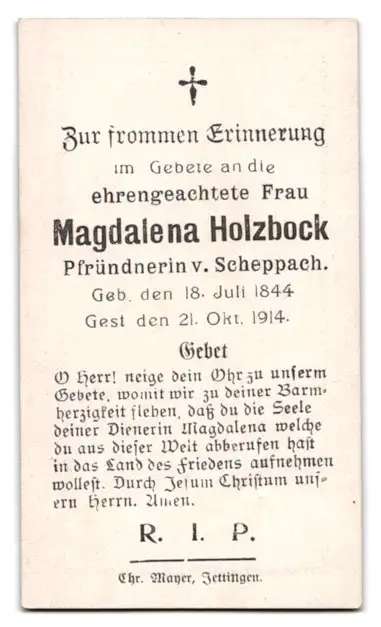 Zur frommen Erinnerung
im Gebete an die
ehrengeachtete Frau
Magdalena Holzbock
Pfründnerin v. Scheppach.
Geb. den 18. Juli 1844
Gest den 21. Okt. 1914.
Gebet
O Herr! neige dein Ohr zu unserm
Gebete, womit wir zu deiner Barm-
herzigkeit flehen, daß du die Seele
deiner Dienerin Magdalena welche
du aus dieser Welt abberufen hast
in das Land des Friedens aufnehmen
wollest. Durch Jesum Christum uns-
ern Herrn. Amen.
R. I. P.
Chr. Mayer, Jettingen.